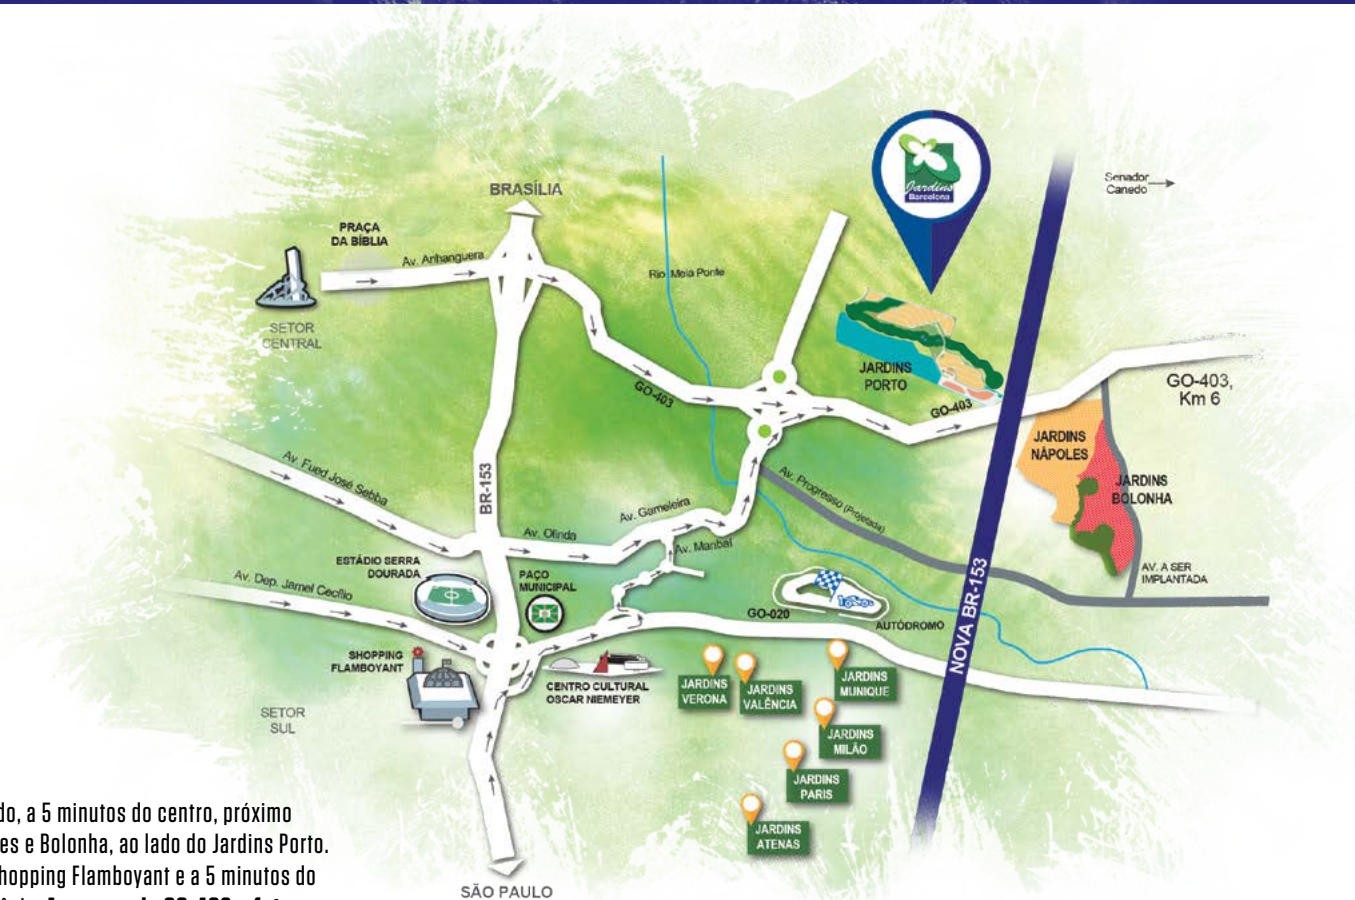 Jardins
Barcelona
Senador
Canedo
BRASÍLIA
PRAÇA
DA BÍBLIA
Av. Anhanguera
Rio Meia Ponte
SETOR
CENTRAL
JARDINS
PORTO
GO-403
GO-403
GO-403,
Km 6
JARDINS
NÁPOLES
JARDINS
BOLONHA
Av. Fued José Sebba
BR-153
Av. Progresso (Projetada)
Av. Gameleira
Av. Olinda
Av. Manbaí
ESTÁDIO SERRA
DOURADA
PAÇO
MUNICIPAL
AV. A SER
IMPLANTADA
Av. Dep. Jamel Cecílio
GO-020
AUTÓDROMO
NOVA BR-153
SHOPPING
FLAMBOYANT
CENTRO CULTURAL
OSCAR NIEMEYER
JARDINS
VERONA
JARDINS
VALÊNCIA
JARDINS
MUNIQUE
SETOR
SUL
JARDINS
MILÃO
JARDINS
PARIS
JARDINS
ATENAS
SÃO PAULO
do, a 5 minutos do centro, próximo
es e Bolonha, ao lado do Jardins Porto.
hopping Flamboyant e a 5 minutos do